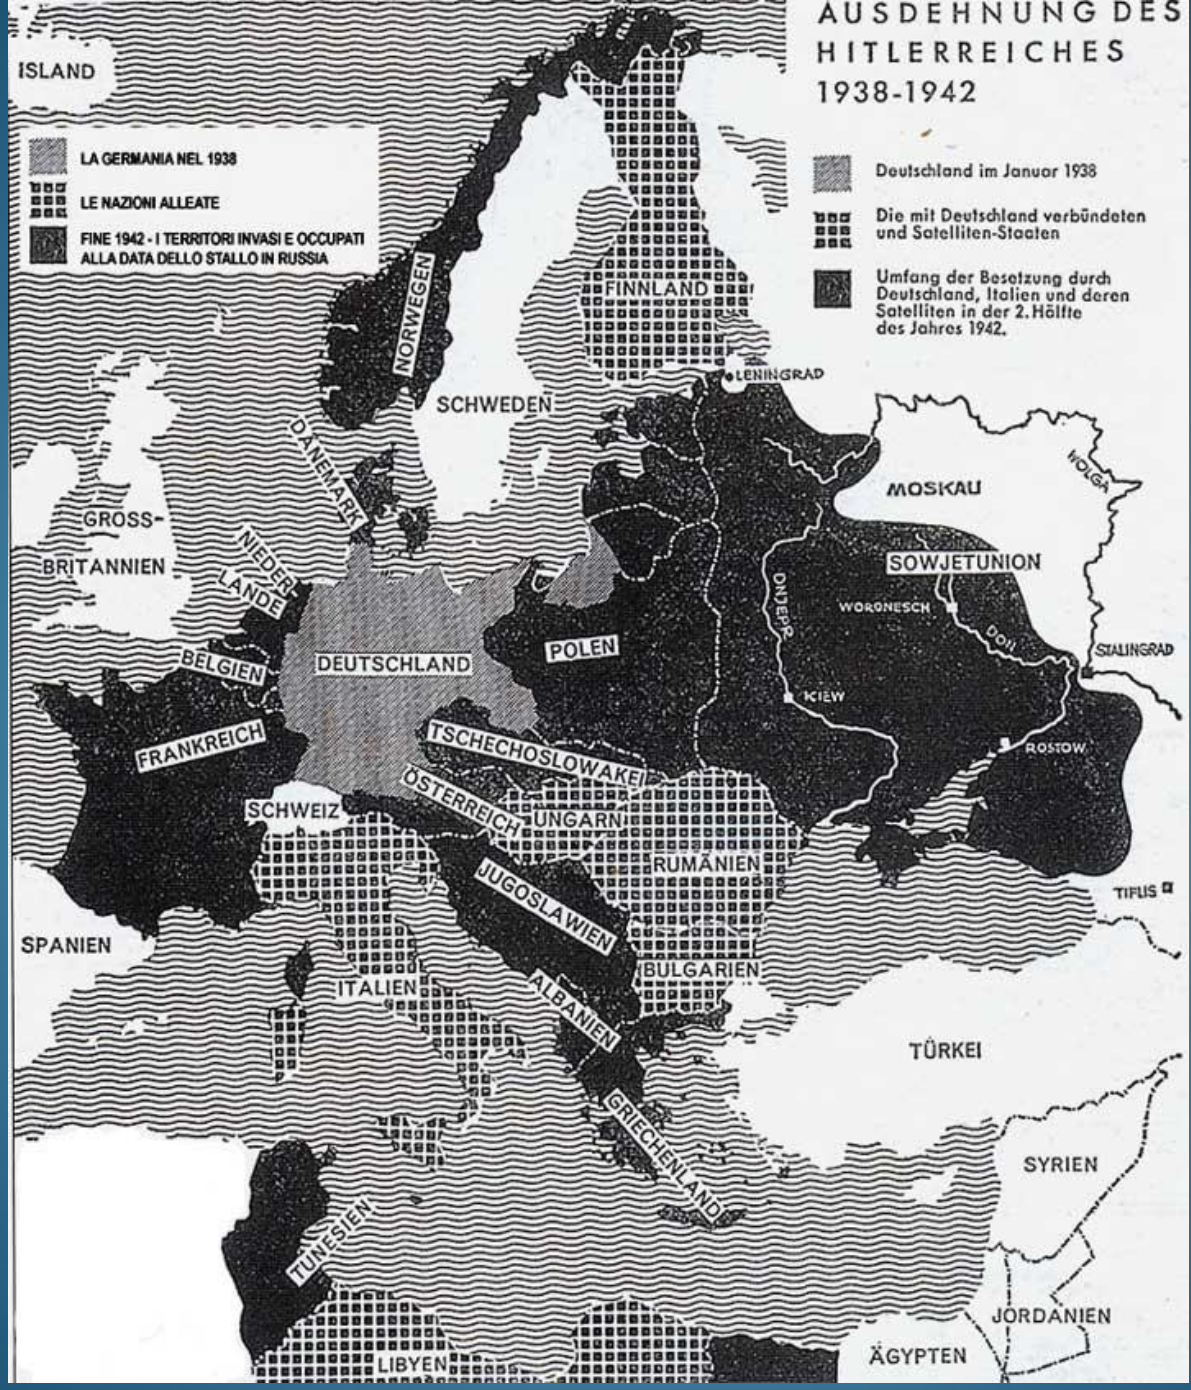 AUSDEHNUNG DES
HITLERREICHES
1938-1942
Deutschland im Januar 1938
Die mit Deutschland verbündeten
und Satelliten-Staaten
Umfang der Besetzung durch
Deutschland, Italien und deren
Satelliten in der 2. Hälfte
des Jahres 1942.
LA GERMANIA NEL 1938
LE NAZIONI ALLEATE
FINE 1942 - I TERRITORI INVASI E OCCUPATI
ALLA DATA DELLO STALLO IN RUSSIA
ISLAND
NORWEGEN
FINNLAND
LENINGRAD
SCHWEDEN
DÄNEMARK
MOSKAU
WOLGA
GROSS-
BRITANNIEN
NIEDER
LANDE
SOWJETUNION
WORONESCH
DNJEPR
DON
STALINGRAD
BELGIEN
DEUTSCHLAND
POLEN
KIEW
ROSTOW
FRANKREICH
TSCHECHOSLOWAKEI
ÖSTERREICH
SCHWEIZ
UNGARN
RUMÄNIEN
JUGOSLAWIEN
TIFLIS
SPANIEN
ITALIEN
BULGARIEN
ALBANIEN
TÜRKEI
GRIECHENLAND
SYRIEN
TUNESIEN
JORDANIEN
LIBYEN
ÄGYPTEN